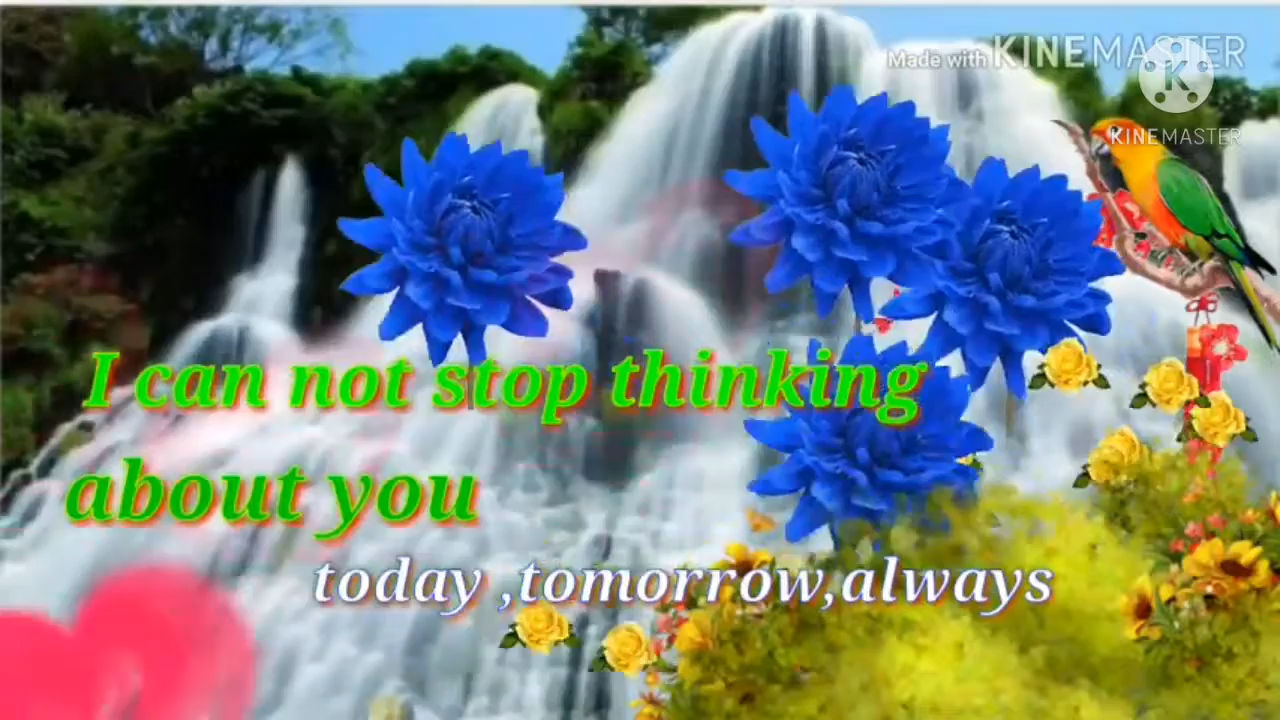 Made with KINEMASTER
K
KINEMASTER
I can not stop thinking
about you
today ,tomorrow,always